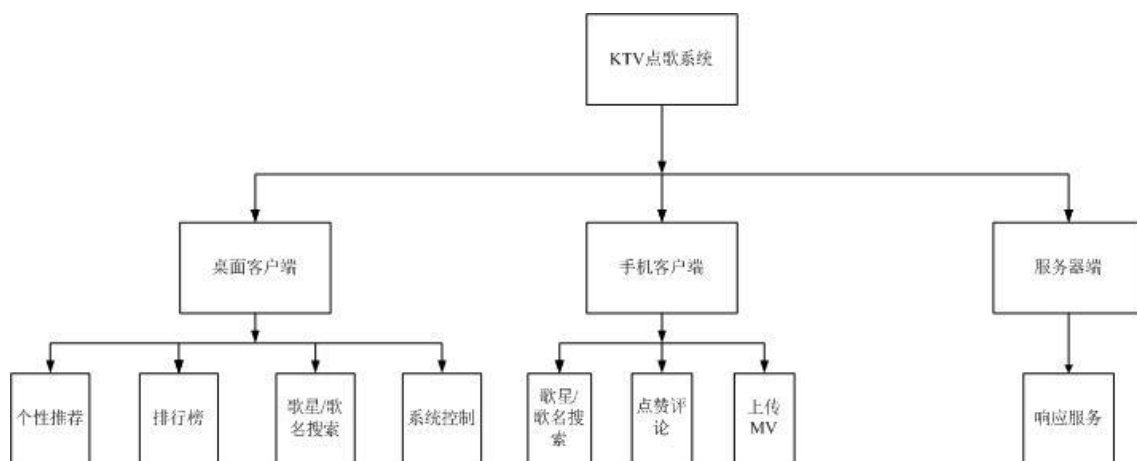 KTV点歌系统
桌面客户端
手机客户端
服务器端
个性推荐
排行榜
歌星/歌
名搜索
系统控制
歌星/
歌名搜
索
点赞评
论
上传
MV
响应服务